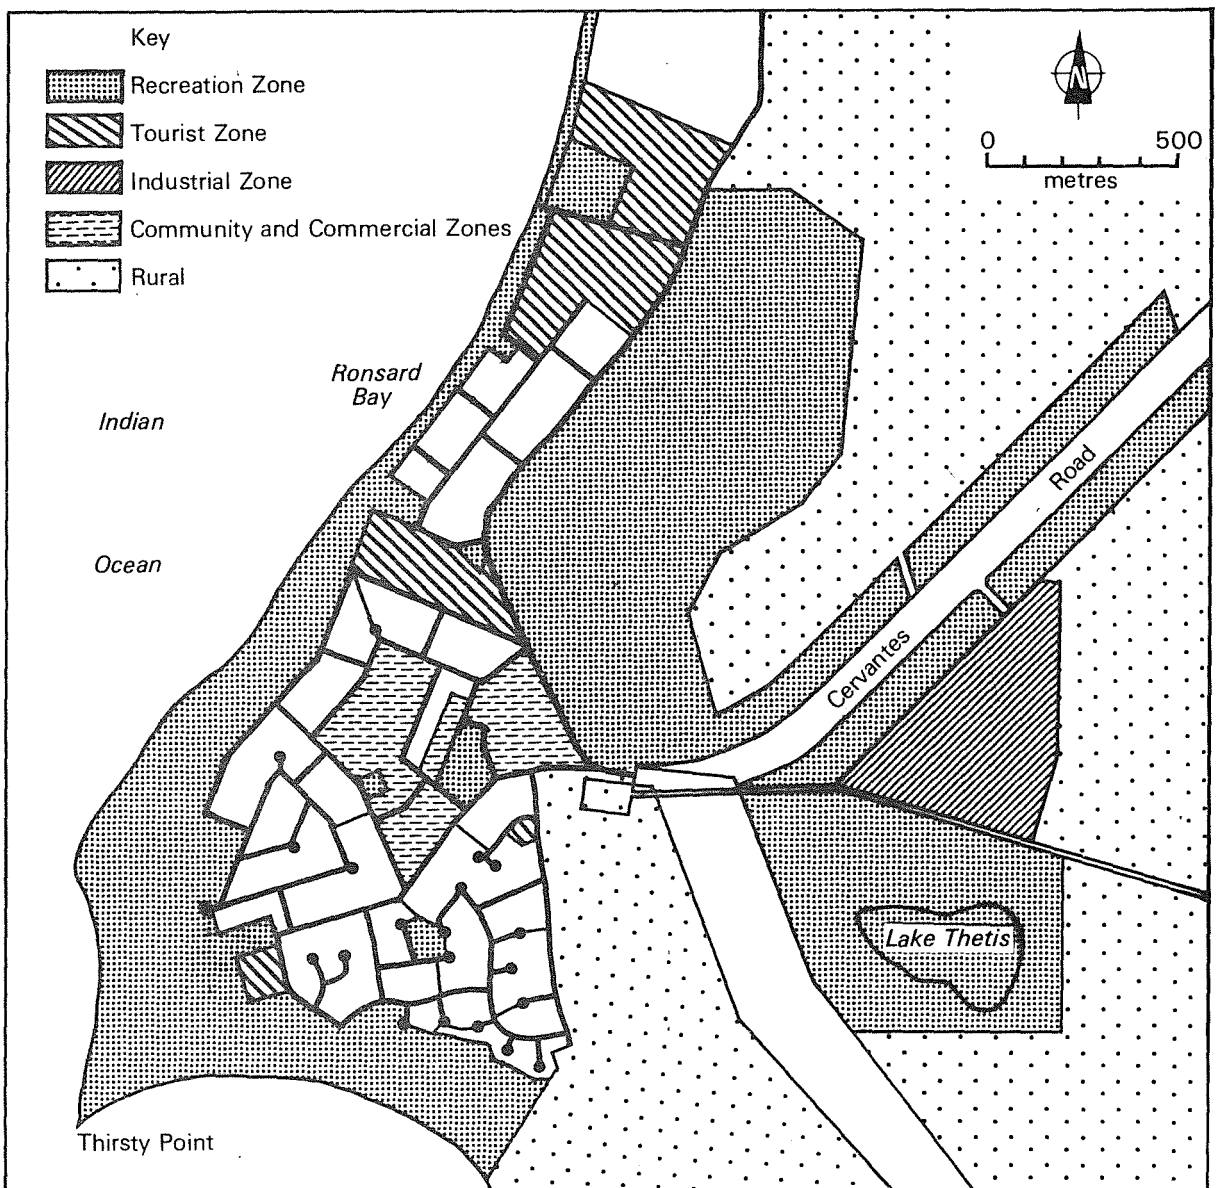 Key
Recreation Zone
Tourist Zone
Industrial Zone
Community and Commercial Zones
Rural
N
0 500
metres
Ronsard
Bay
Indian
Ocean
Road
Cervantes
Lake Thetis
Thirsty Point